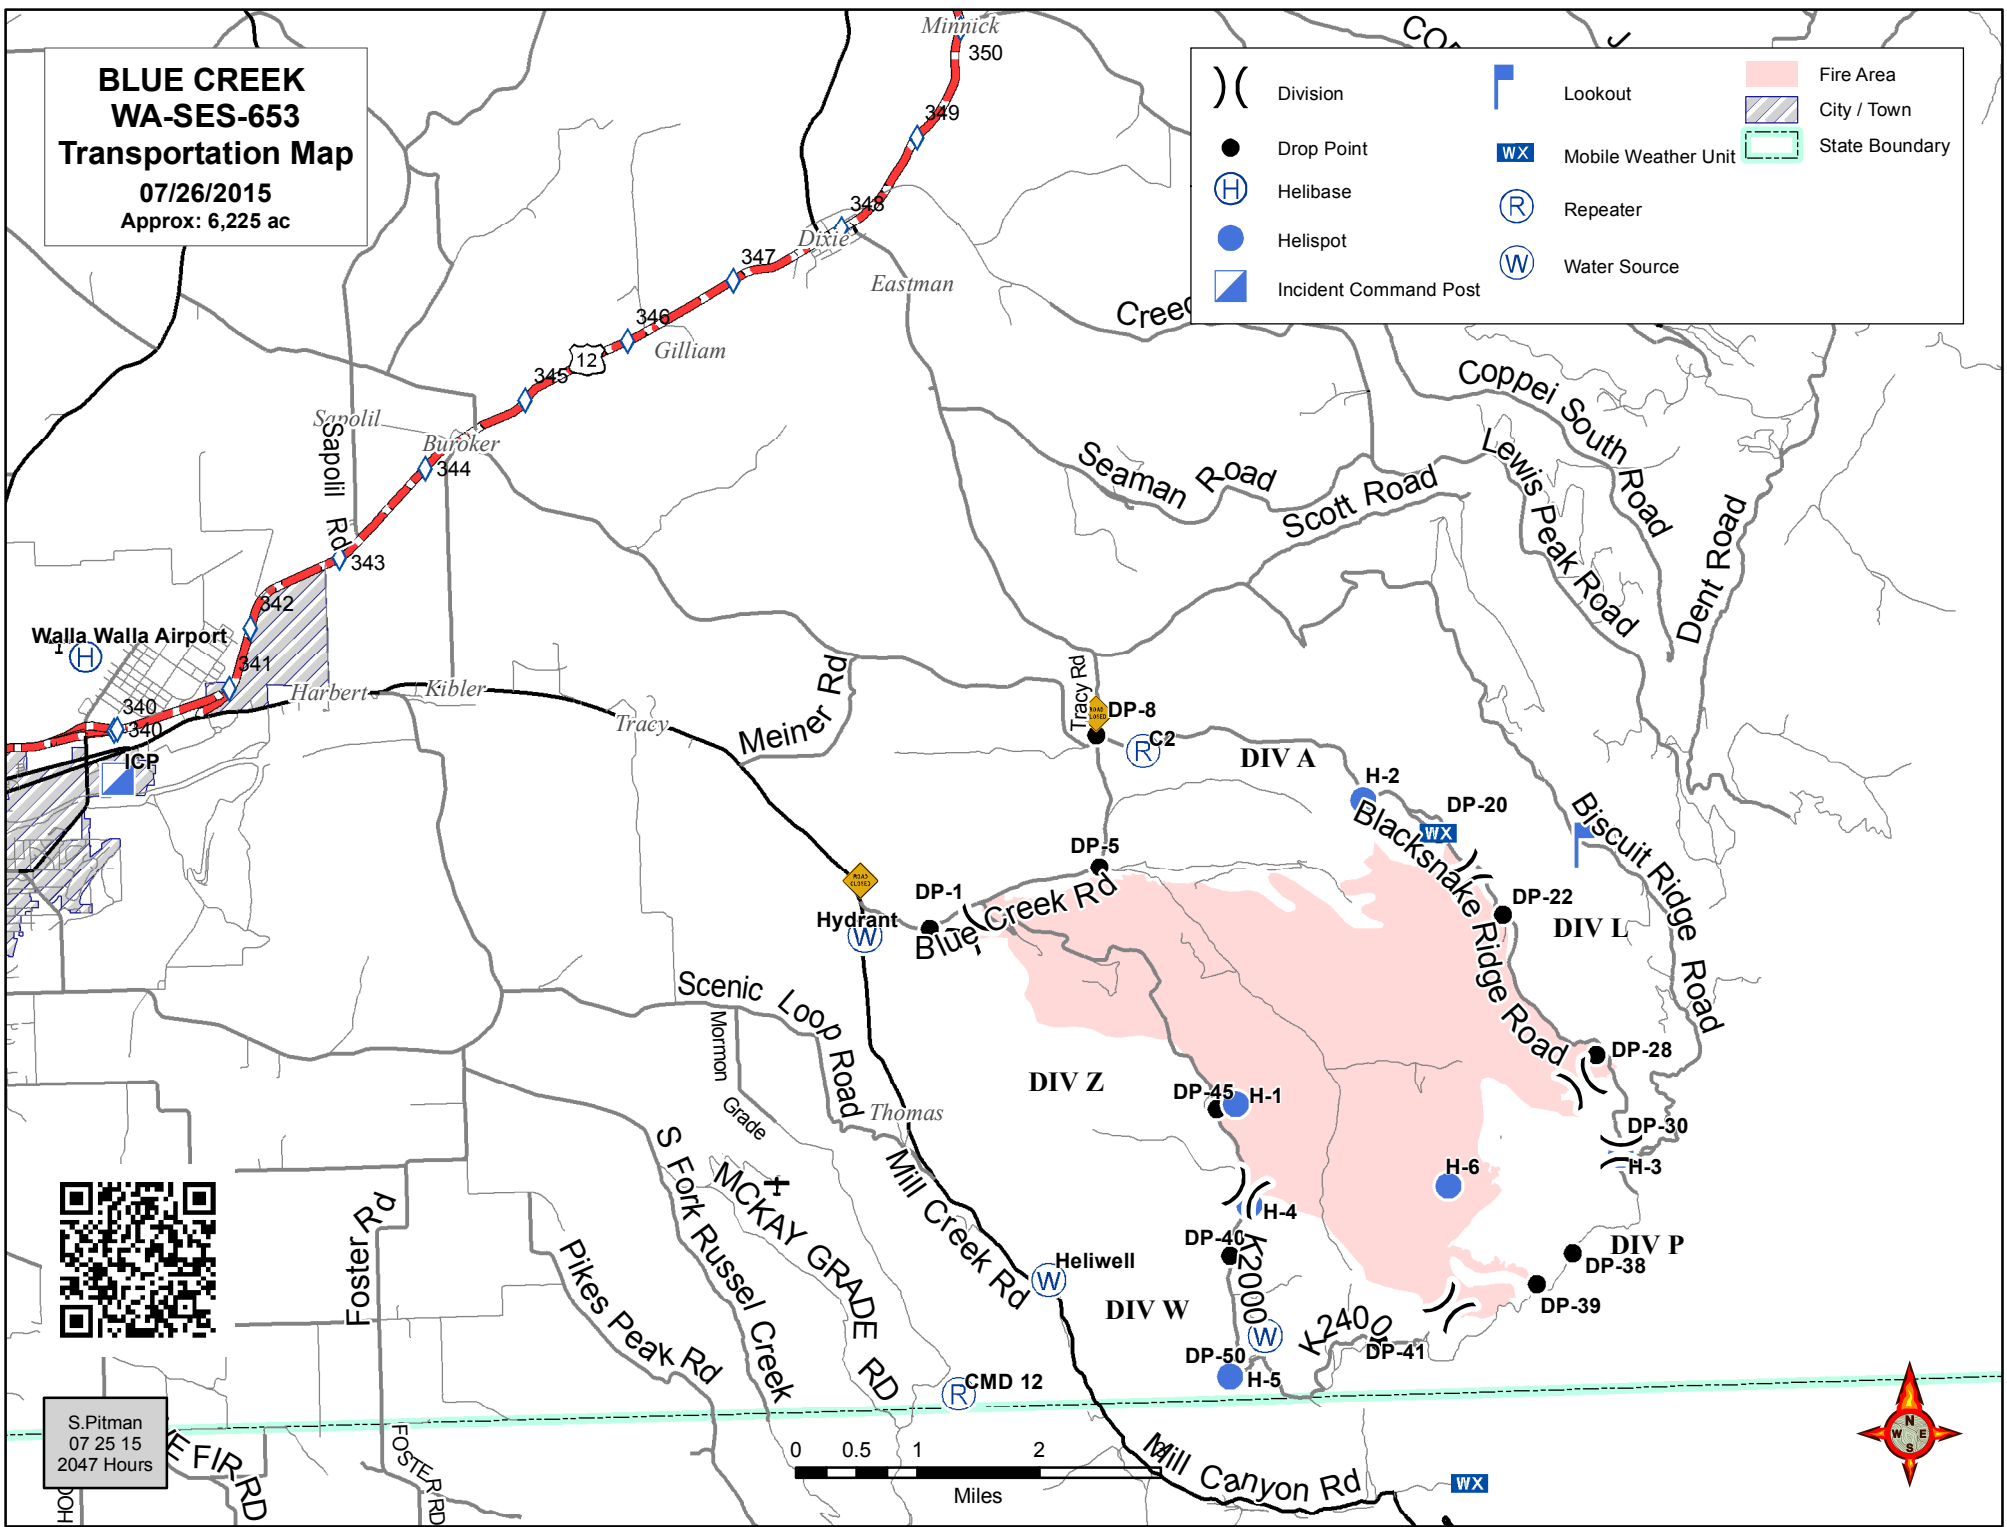 BLUE CREEK
WA-SES-653
Transportation Map
07/26/2015
Approx: 6,225 ac
Minnick
350
349
348
Dixie
347
Eastman
346
Gilliam
12
345
Sapolil
Buroker
344
Sapolil Rd
343
342
341
340
340
Walla Walla Airport
H
ICP
Harbert
Kibler
Tracy
Division
Drop Point
H
Helibase
Helispot
Incident Command Post
Lookout
WX
Mobile Weather Unit
R
Repeater
W
Water Source
Fire Area
City / Town
State Boundary
Coppei South Road
Seaman Road
Scott Road
Lewis Peak Road
Dent Road
Meiner Rd
Tracy Rd
ROAD CLOSED
DP-8
R
C2
DIV A
H-2
DP-20
WX
Blacksnake Ridge Road
Biscuit Ridge Road
DP-5
DP-1
Blue Creek Rd
ROAD CLOSED
Hydrant
W
DP-22
DIV L
DP-28
Scenic Loop Road
Mormon Grade
DIV Z
DP-45
H-1
Thomas
DP-30
H-3
H-6
H-4
DP-40
K2000
DIV P
DP-38
DP-39
S Fork Russel Creek
MCKAY GRADE RD
Mill Creek Rd
Heliwell
W
DIV W
W
K2400
DP-41
DP-50
H-5
Foster Rd
Pikes Peak Rd
R
CMD 12
S.Pitman
07 25 15
2047 Hours
FOSTER RD
0 0.5 1 2
Miles
Mill Canyon Rd
WX
N
W E
S